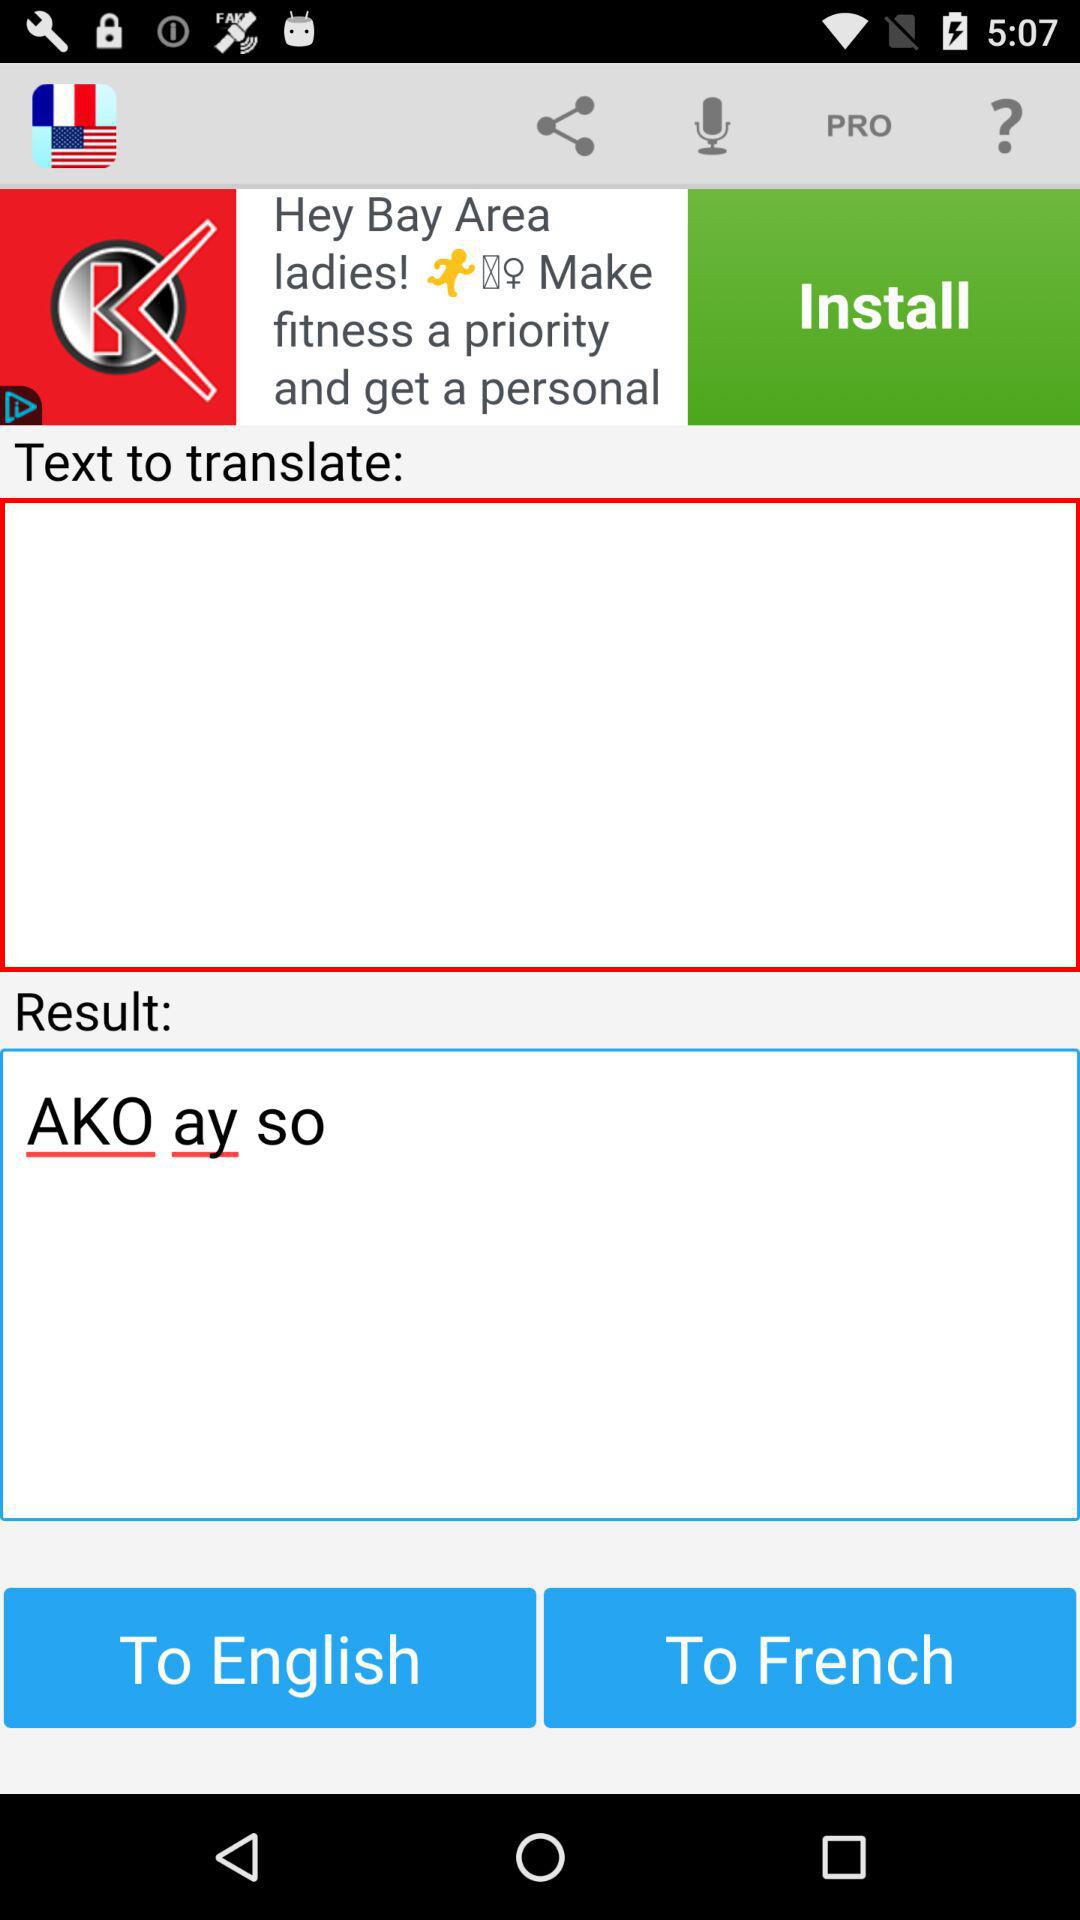 FAKE
5:07
PRO
?
K
Hey Bay Area
ladies! 🏃♀ Make
fitness a priority
and get a personal
Install
Text to translate:
Result:
AKO ay so
To English
To French